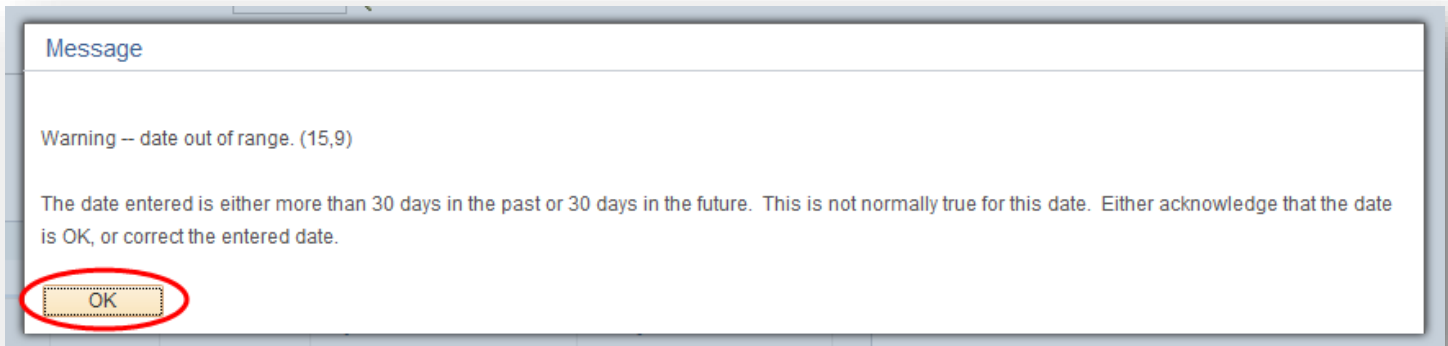 Message
Warning -- date out of range. (15,9)
The date entered is either more than 30 days in the past or 30 days in the future.  This is not normally true for this date.  Either acknowledge that the date
is OK, or correct the entered date.
OK